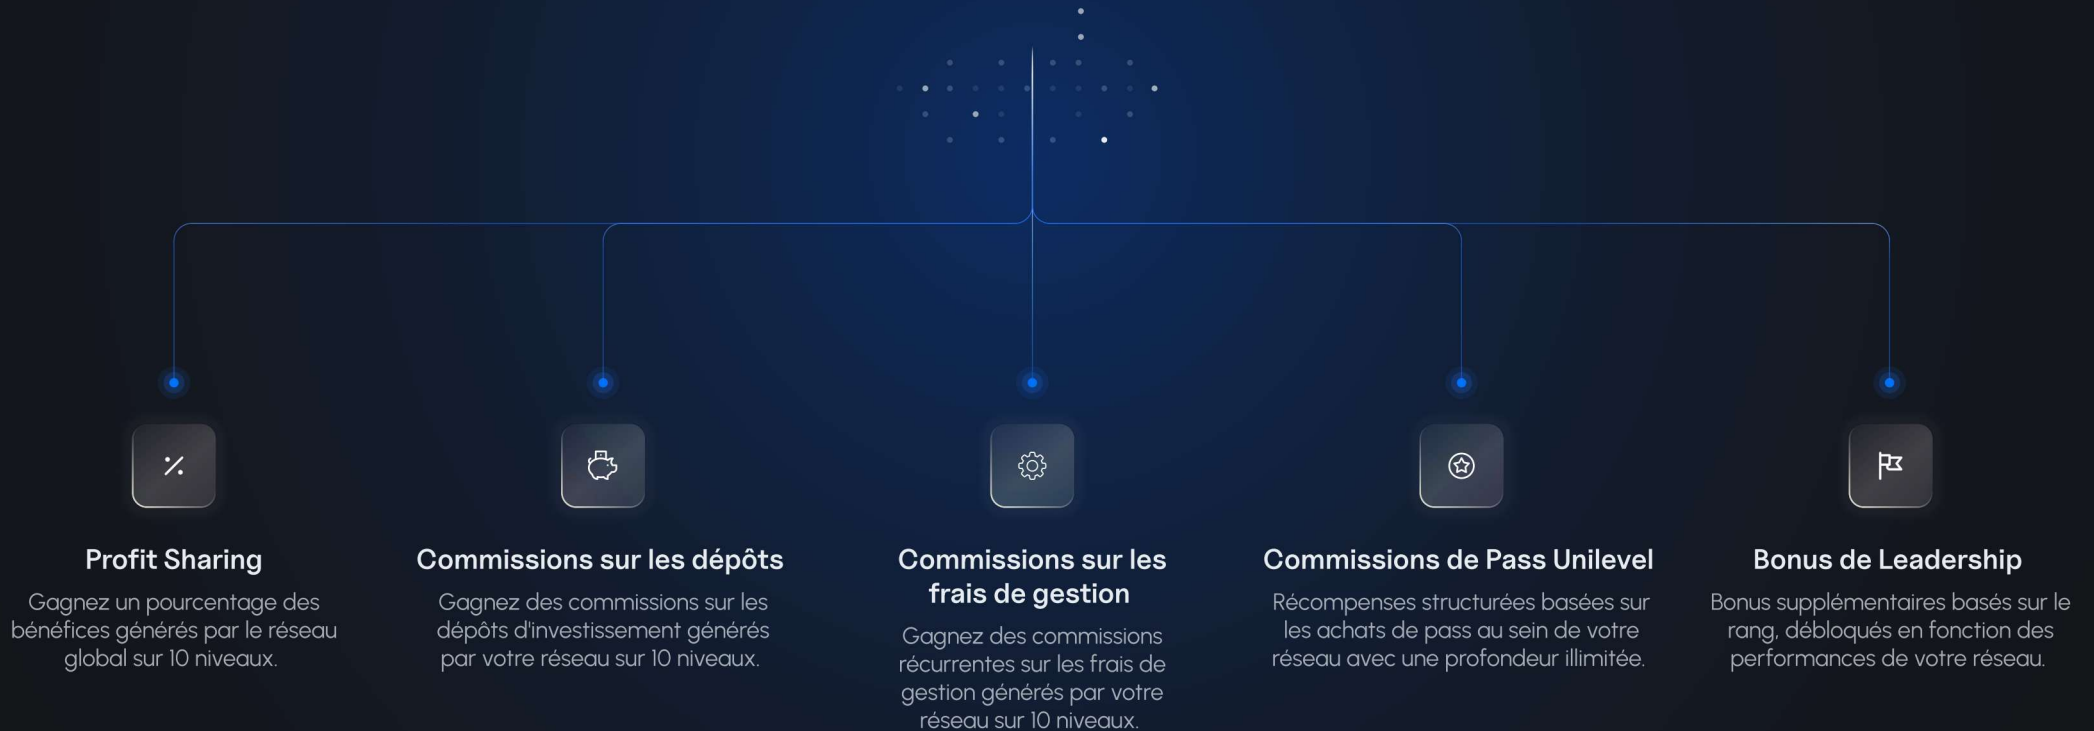 Profit Sharing
Gagnez un pourcentage des
bénéfices générés par le réseau
global sur 10 niveaux.
Commissions sur les dépôts
Gagnez des commissions sur les
dépôts d'investissement générés
par votre réseau sur 10 niveaux.
Commissions sur les
frais de gestion
Gagnez des commissions
récurrentes sur les frais de
gestion générés par votre
réseau sur 10 niveaux.
Commissions de Pass Unilevel
Récompenses structurées basées sur
les achats de pass au sein de votre
réseau avec une profondeur illimitée.
Bonus de Leadership
Bonus supplémentaires basés sur le
rang, débloqués en fonction des
performances de votre réseau.